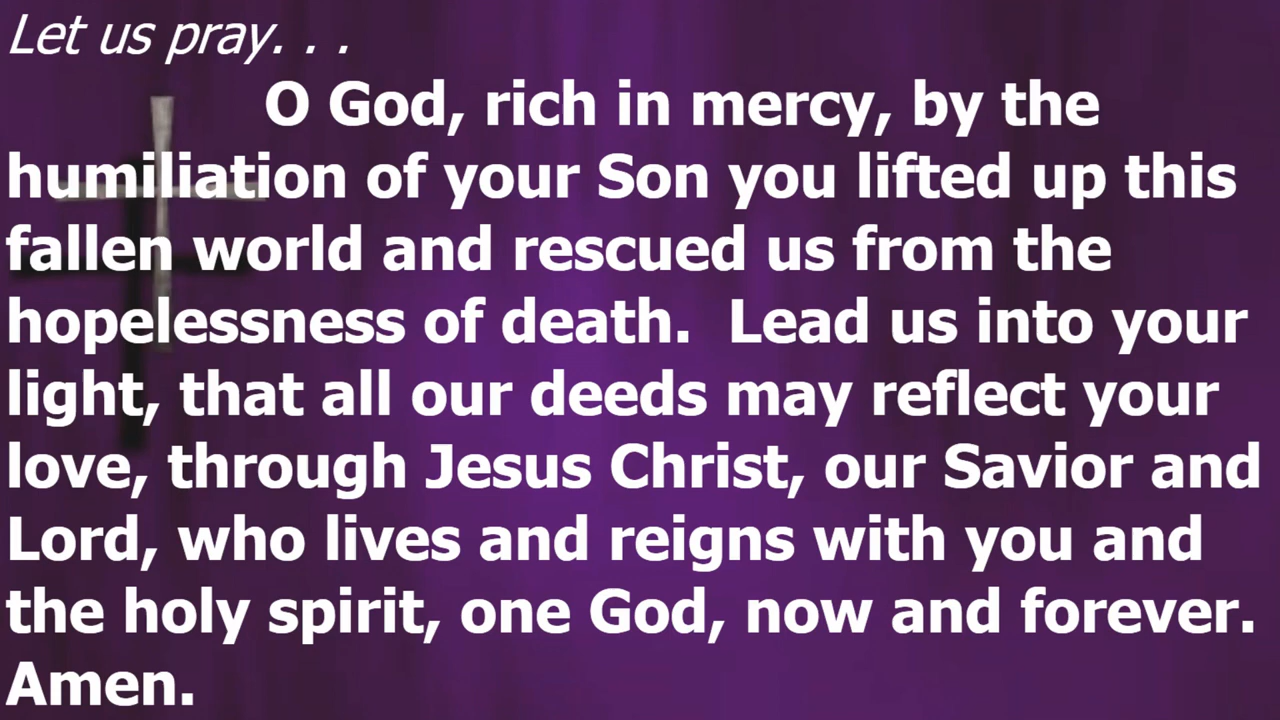 Let us pray. . .
O God, rich in mercy, by the
humiliation of your Son you lifted up this
fallen world and rescued us from the
hopelessness of death.  Lead us into your
light, that all our deeds may reflect your
love, through Jesus Christ, our Savior and
Lord, who lives and reigns with you and
the holy spirit, one God, now and forever.
Amen.